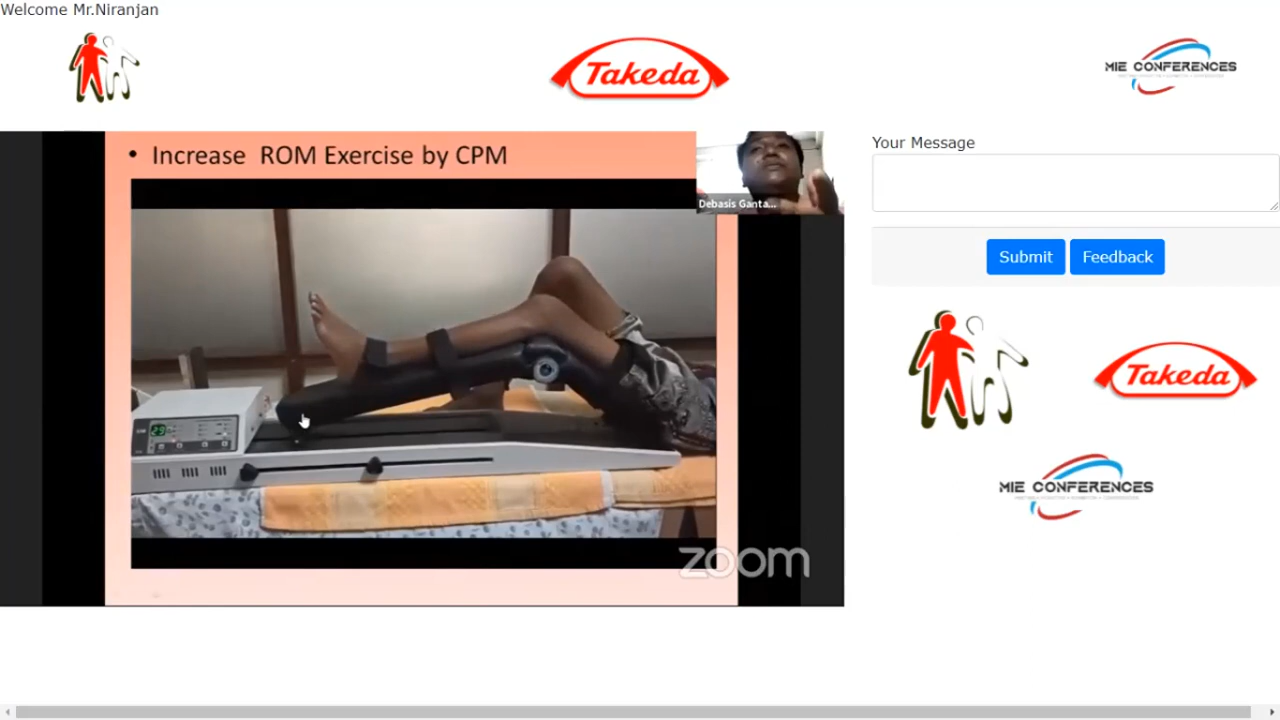 Welcome Mr.Niranjan
Takeda
MIE CONFERENCES
• Increase ROM Exercise by CPM
Debasis Ganta...
29
zoom
Your Message
Submit
Feedback
Takeda
MIE CONFERENCES